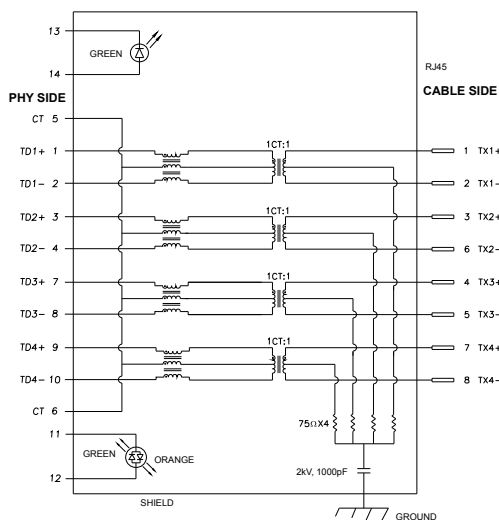 13
GREEN
14
RJ45
PHY SIDE
CABLE SIDE
CT 5
TD1+ 1
1CT:1
1 TX1+
TD1- 2
2 TX1-
TD2+ 3
1CT:1
3 TX2+
TD2- 4
6 TX2-
TD3+ 7
1CT:1
4 TX3+
TD3- 8
5 TX3-
TD4+ 9
1CT:1
7 TX4+
TD4- 10
8 TX4-
CT 6
75ΩX4
11
GREEN
ORANGE
12
2kV, 1000pF
SHIELD
GROUND